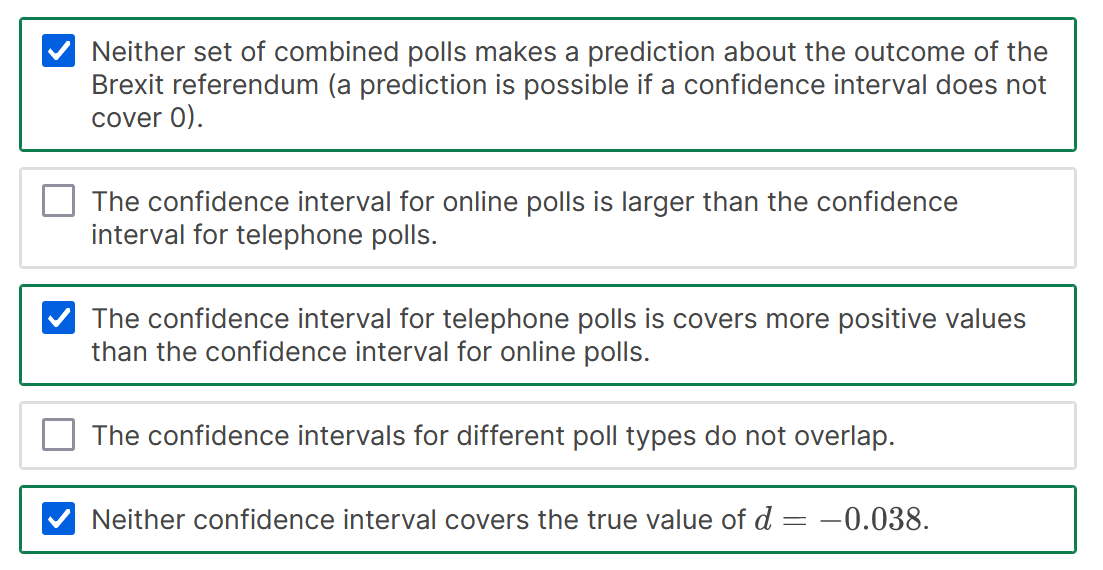 Neither set of combined polls makes a prediction about the outcome of the
Brexit referendum (a prediction is possible if a confidence interval does not
cover 0).
The confidence interval for online polls is larger than the confidence
interval for telephone polls.
The confidence interval for telephone polls is covers more positive values
than the confidence interval for online polls.
The confidence intervals for different poll types do not overlap.
Neither confidence interval covers the true value of d = −0.038.